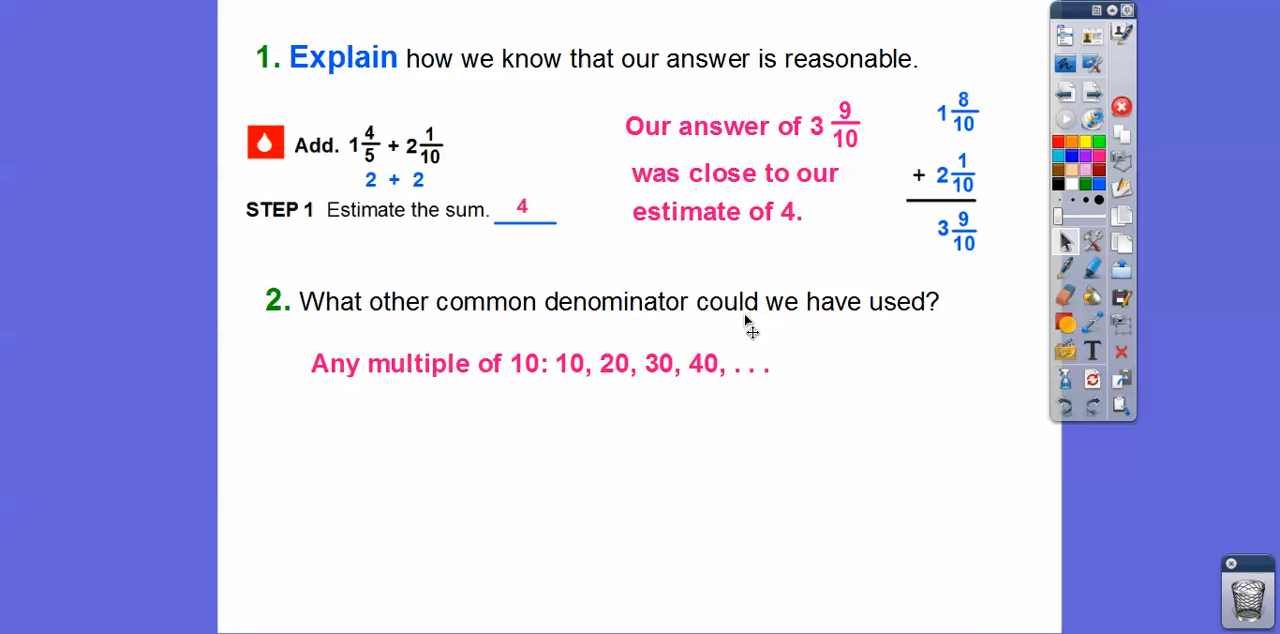 1. Explain how we know that our answer is reasonable.
Add. 1 4/5 + 2 1/10
2 + 2
STEP 1 Estimate the sum. 4
Our answer of 3 9/10
was close to our
estimate of 4.
1 8/10
+ 2 1/10
3 9/10
2. What other common denominator could we have used?
Any multiple of 10: 10, 20, 30, 40, . . .